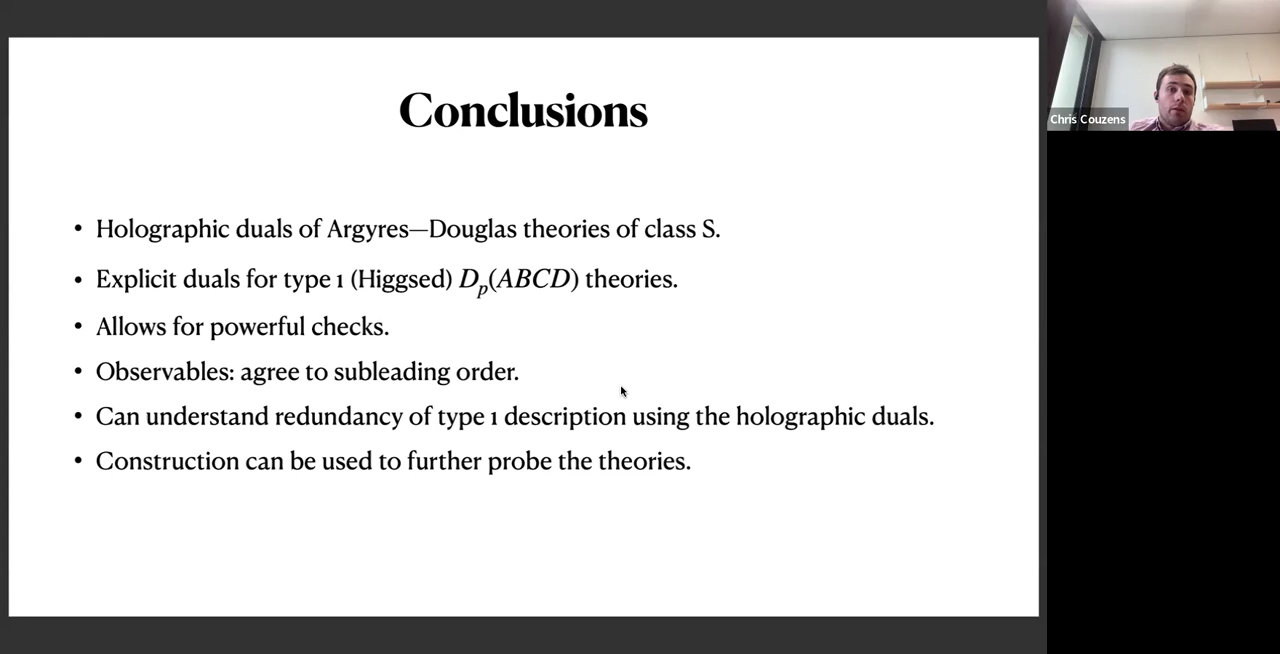 Conclusions
• Holographic duals of Argyres—Douglas theories of class S.
• Explicit duals for type 1 (Higgsed) D_p(ABCD) theories.
• Allows for powerful checks.
• Observables: agree to subleading order.
• Can understand redundancy of type 1 description using the holographic duals.
• Construction can be used to further probe the theories.
Chris Couzens